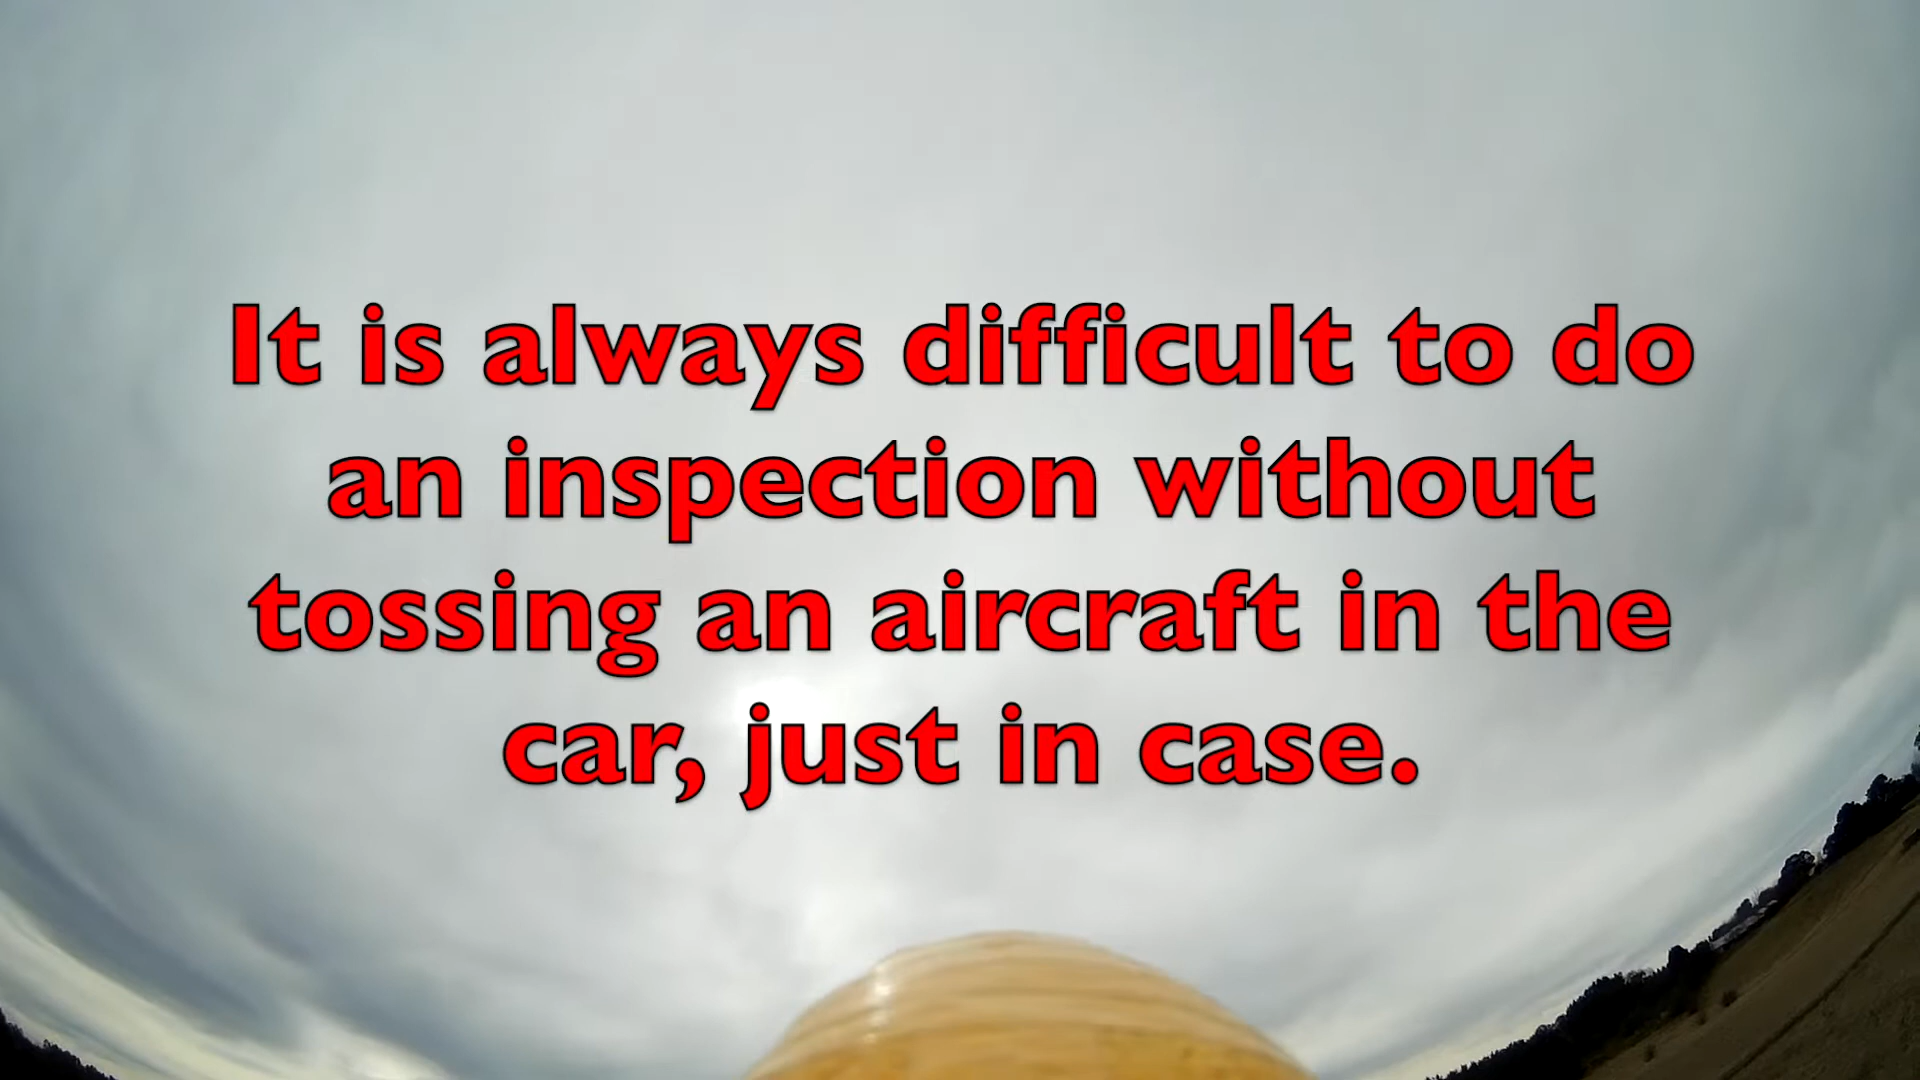 It is always difficult to do
an inspection without
tossing an aircraft in the
car, just in case.